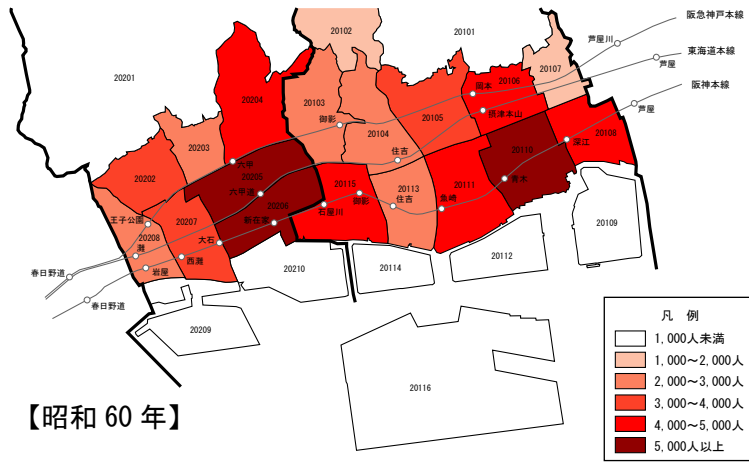 阪急神戸本線
20102
20101
芦屋川
東海道本線
芦屋
20201
20106
20107
阪神本線
20204
20103
岡本
芦屋
御影
摂津本山
20105
20104
20108
20203
住吉
20110
深江
六甲
20202
20205
20115
20113
20111
青木
六甲道
御影
住吉
魚崎
王子公園
20207
20206
石屋川
新在家
20109
20208
大石
灘
西灘
20112
岩屋
20210
20114
春日野道
春日野道
20209
20116
【昭和 60 年】
凡 例
1,000人未満
1,000～2,000人
2,000～3,000人
3,000～4,000人
4,000～5,000人
5,000人以上